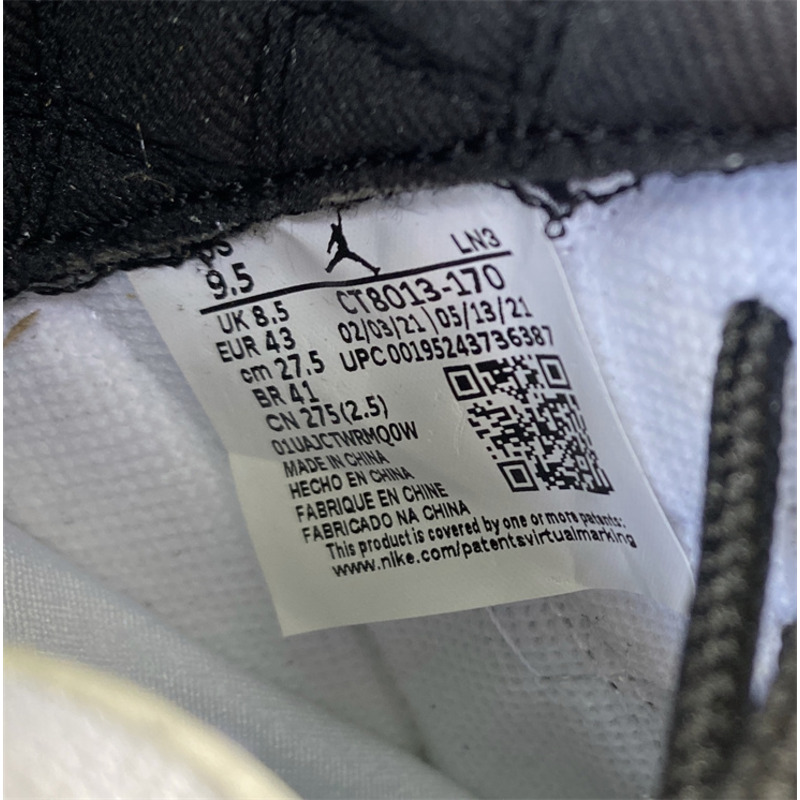 US 9.5
LN3
UK 8.5
EUR 43
cm 27.5
BR 41
CN 275(2.5)
CT8013-170
02/03/21 | 05/13/21
UPC 00195243736387
01UAJCTWRMQ0W
MADE IN CHINA
HECHO EN CHINA
FABRIQUE EN CHINE
FABRICADO NA CHINA
This product is covered by one or more patents:
www.nike.com/patentsvirtualmarking